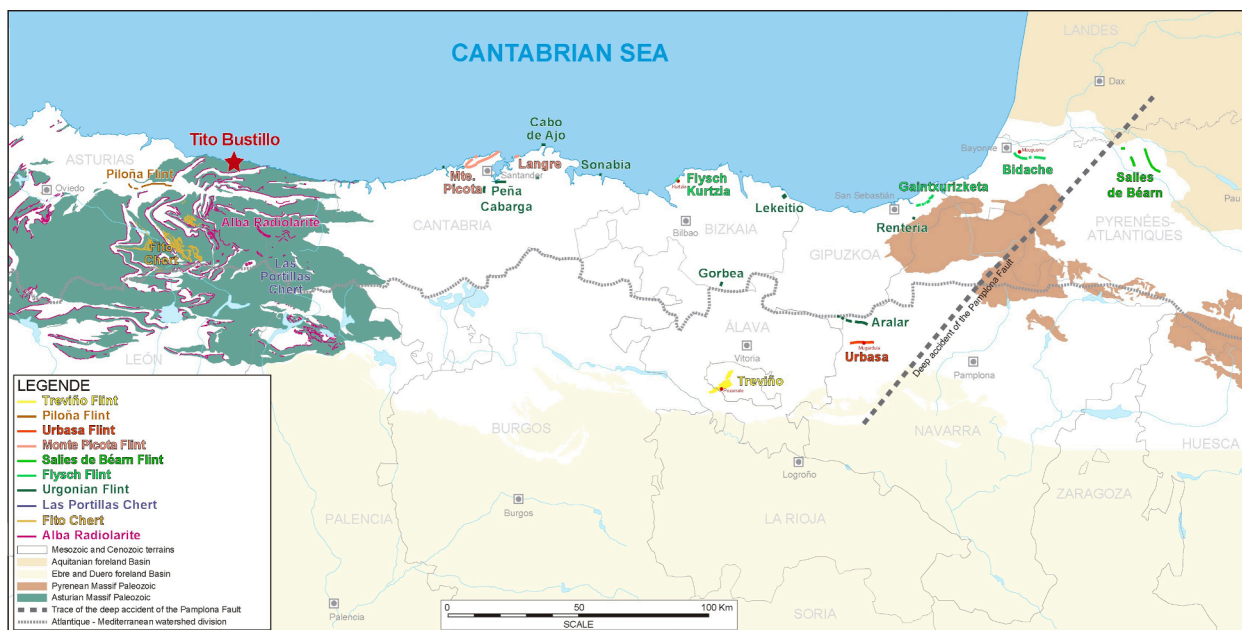 CANTABRIAN SEA
LANDES
Dax
Tito Bustillo
ASTURIAS
Piloña Flint
Oviedo
Alba Radiolarite
Fito
Chert
Las
Portillas
Chert
LEÓN
Cabo
de Ajo
Mte.
Picota
Santander
Langre
Sonabia
Peña
Cabarga
CANTABRIA
Flysch
Kurtzia
Bilbao
BIZKAIA
Lekeitio
Gorbea
GIPUZKOA
San Sebastián
Gaintxurizketa
Rentería
Bayonne
Mouguerre
Bidache
Salies
de Béarn
Pau
PYRENÉES-
ATLANTIQUES
Deep accident of the Pamplona Fault
Aralar
Urbasa
ÁLAVA
Vitoria
Treviño
Pamplona
NAVARRA
HUESCA
BURGOS
Logroño
ZARAGOZA
PALENCIA
Burgos
LA RIOJA
Palencia
SORIA
LEGENDE
Treviño Flint
Piloña Flint
Urbasa Flint
Monte Picota Flint
Salies de Béarn Flint
Flysch Flint
Urgonian Flint
Las Portillas Chert
Fito Chert
Alba Radiolarite
Mesozoic and Cenozoic terrains
Aquitanian foreland Basin
Ebre and Duero foreland Basin
Pyrenean Massif Paleozoic
Asturian Massif Paleozoic
Trace of the deep accident of the Pamplona Fault
Atlantique - Mediterranean watershed division
0 50 100 Km
SCALE